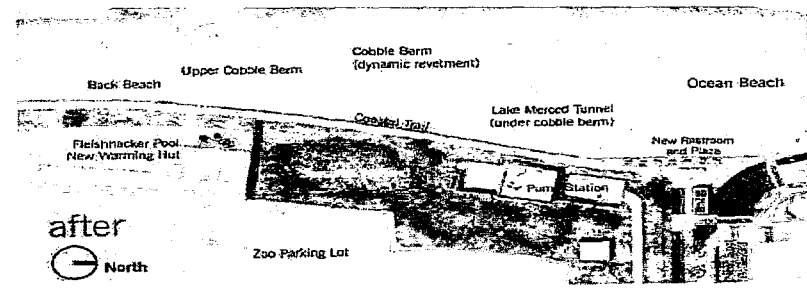 Cobble Berm
(dynamic revetment)
Upper Cobble Berm
Back Beach
Ocean Beach
Coastal Trail
Lake Merced Tunnel
(under cobble berm)
Fleishhacker Pool
New Warming Hut
New Restroom
and Plaza
Pump Station
after
Zoo Parking Lot
North